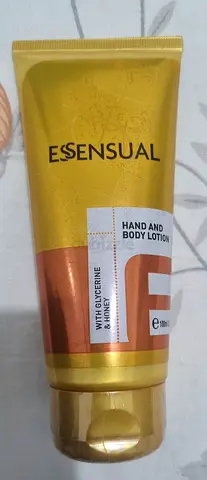 ESSENSUAL
HAND AND
BODY LOTION
WITH GLYCERINE
& HONEY
E
e